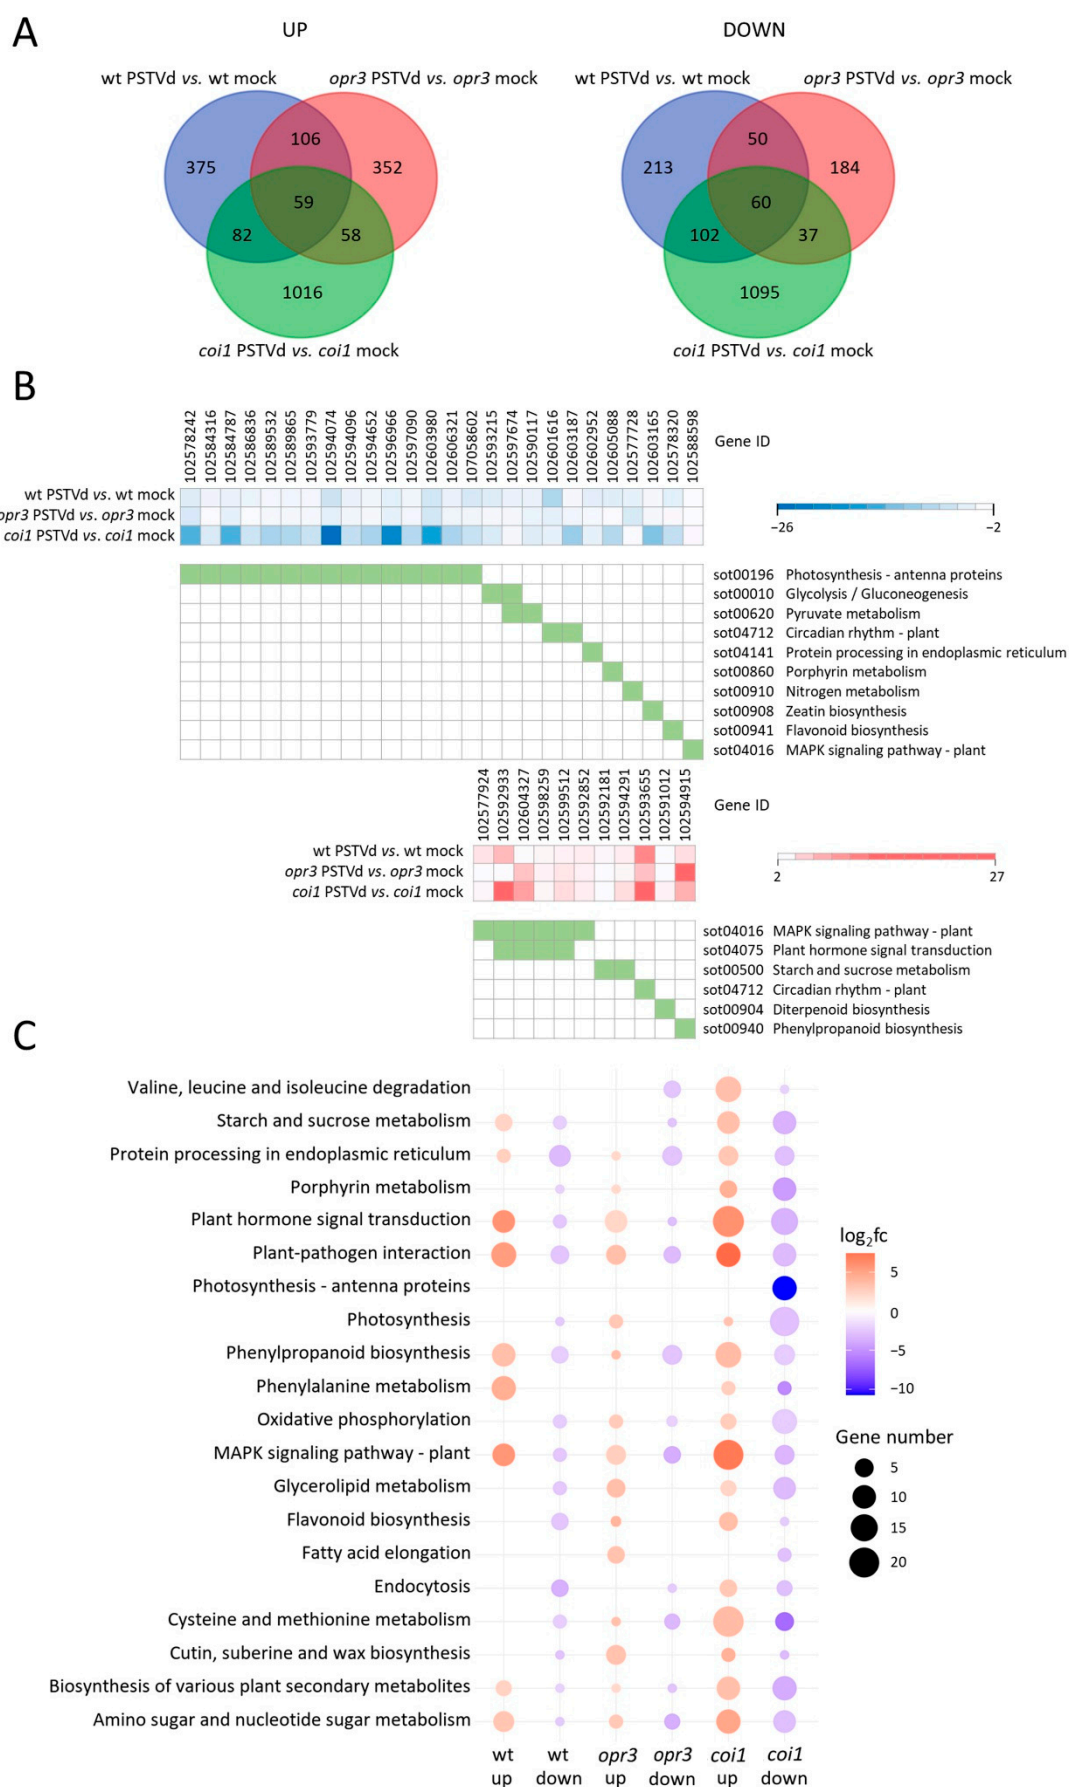 A
UP
DOWN
wt PSTVd vs. wt mock
opr3 PSTVd vs. opr3 mock
wt PSTVd vs. wt mock
opr3 PSTVd vs. opr3 mock
375
106
352
59
82
58
1016
coi1 PSTVd vs. coi1 mock
213
50
184
60
102
37
1095
coi1 PSTVd vs. coi1 mock
B
102578242
102584316
102584787
102586836
102589532
102589865
102593779
102594074
102594096
102594652
102596966
102597090
102603980
102606321
107058602
102593215
102597674
102590117
102601616
102603187
102602952
102605088
102577728
102603165
102578320
102588598
Gene ID
wt PSTVd vs. wt mock
opr3 PSTVd vs. opr3 mock
coi1 PSTVd vs. coi1 mock
−26
−2
sot00196 Photosynthesis - antenna proteins
sot00010 Glycolysis / Gluconeogenesis
sot00620 Pyruvate metabolism
sot04712 Circadian rhythm - plant
sot04141 Protein processing in endoplasmic reticulum
sot00860 Porphyrin metabolism
sot00910 Nitrogen metabolism
sot00908 Zeatin biosynthesis
sot00941 Flavonoid biosynthesis
sot04016 MAPK signaling pathway - plant
102577924
102592933
102604327
102598259
102599512
102592852
102592181
102594291
102593655
102591012
102594915
Gene ID
wt PSTVd vs. wt mock
opr3 PSTVd vs. opr3 mock
coi1 PSTVd vs. coi1 mock
2
27
sot04016 MAPK signaling pathway - plant
sot04075 Plant hormone signal transduction
sot00500 Starch and sucrose metabolism
sot04712 Circadian rhythm - plant
sot00904 Diterpenoid biosynthesis
sot00940 Phenylpropanoid biosynthesis
C
Valine, leucine and isoleucine degradation
Starch and sucrose metabolism
Protein processing in endoplasmic reticulum
Porphyrin metabolism
Plant hormone signal transduction
Plant-pathogen interaction
Photosynthesis - antenna proteins
Photosynthesis
Phenylpropanoid biosynthesis
Phenylalanine metabolism
Oxidative phosphorylation
MAPK signaling pathway - plant
Glycerolipid metabolism
Flavonoid biosynthesis
Fatty acid elongation
Endocytosis
Cysteine and methionine metabolism
Cutin, suberine and wax biosynthesis
Biosynthesis of various plant secondary metabolites
Amino sugar and nucleotide sugar metabolism
wt up
wt down
opr3 up
opr3 down
coi1 up
coi1 down
log₂fc
5
0
−5
−10
Gene number
5
10
15
20